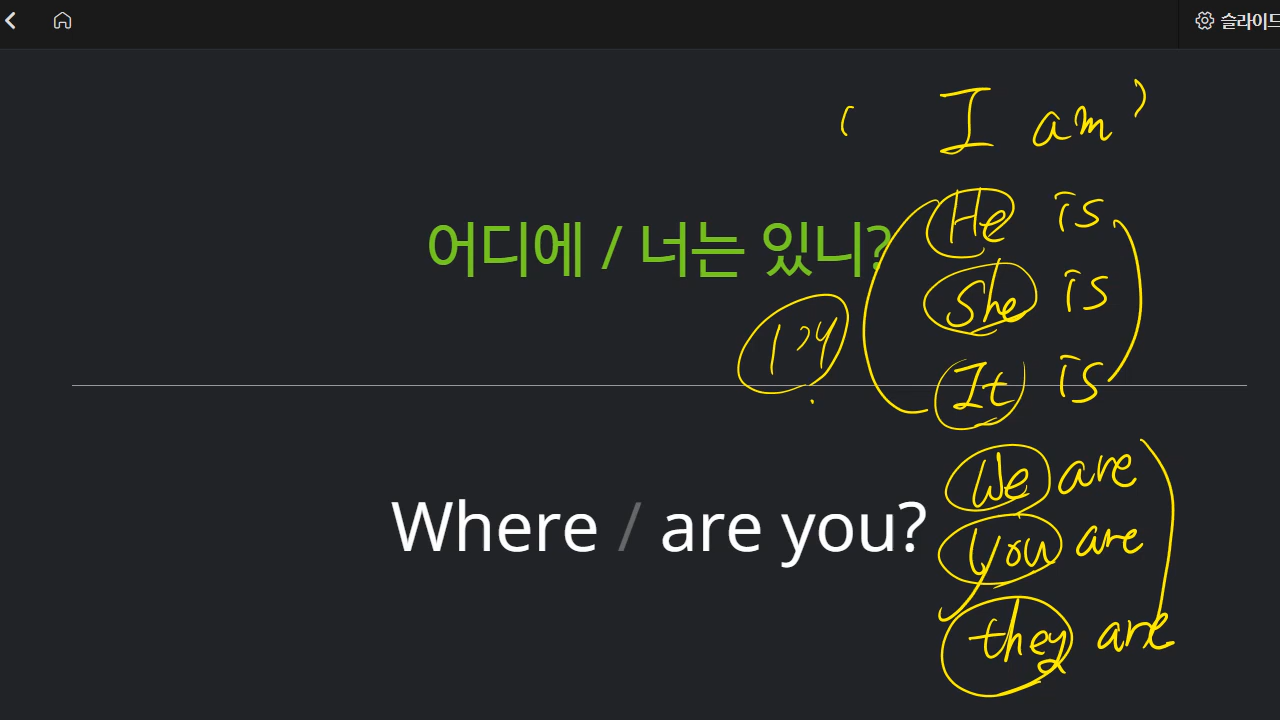 슬라이드
I am
어디에 / 너는 있니?
He is
She is
It is
We are
Where / are you?
you are
they are